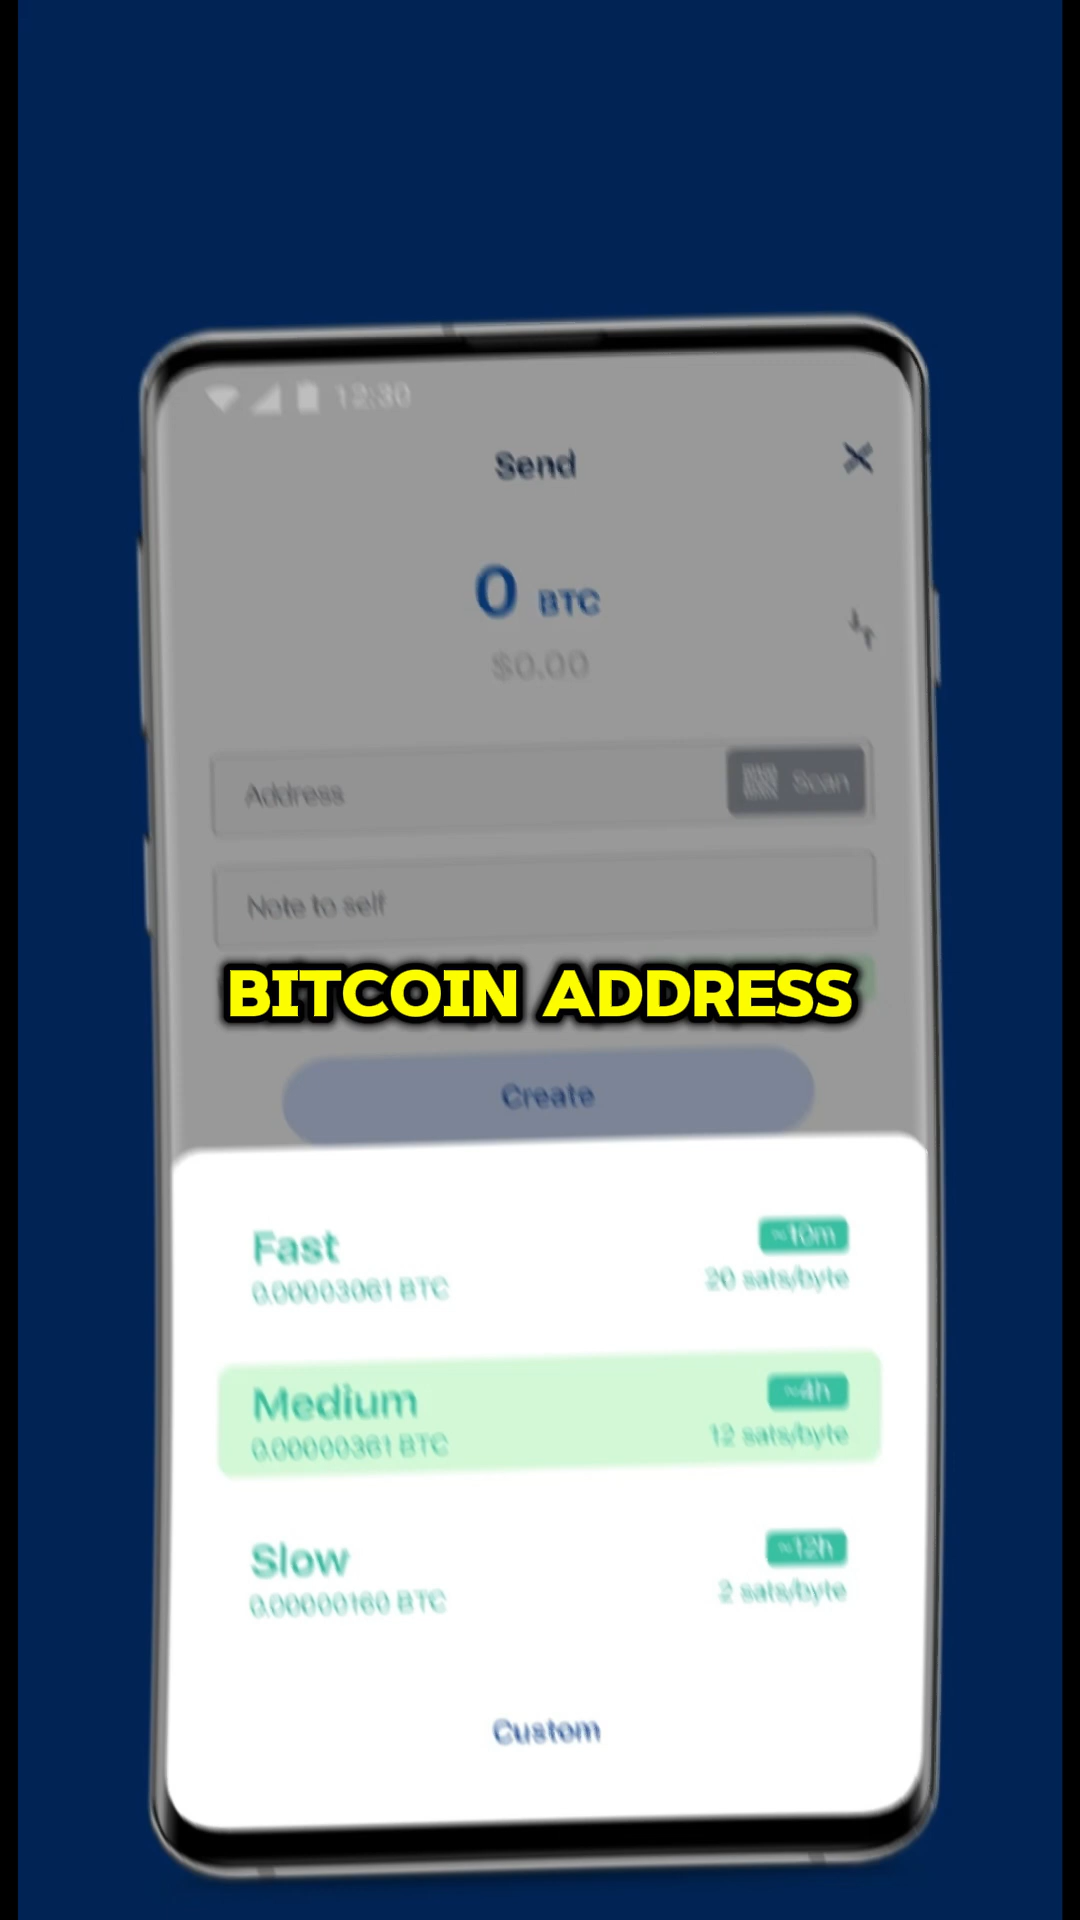 12:30
Send
0 BTC
$0.00
Address
Scan
Note to self
BITCOIN ADDRESS
Create
Fast
~10m
0.00003061 BTC
20 sats/byte
Medium
~4h
0.00000361 BTC
12 sats/byte
Slow
~12h
0.00000160 BTC
2 sats/byte
Custom